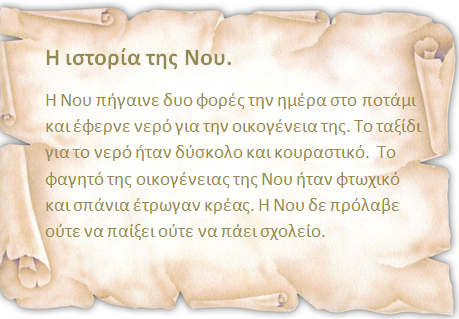 Η ιστορία της Νου.
Η Νου πήγαινε δυο φορές την ημέρα στο ποτάμι
και έφερνε νερό για την οικογένεια της. Το ταξίδι
για το νερό ήταν δύσκολο και κουραστικό. Το
φαγητό της οικογένειας της Νου ήταν φτωχικό
και σπάνια έτρωγαν κρέας. Η Νου δε πρόλαβε
ούτε να παίξει ούτε να πάει σχολείο.